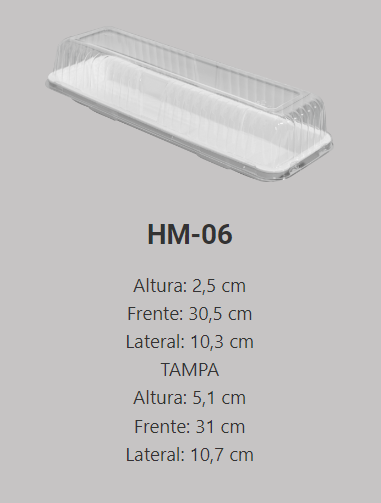 HM-06
Altura: 2,5 cm
Frente: 30,5 cm
Lateral: 10,3 cm
TAMPA
Altura: 5,1 cm
Frente: 31 cm
Lateral: 10,7 cm